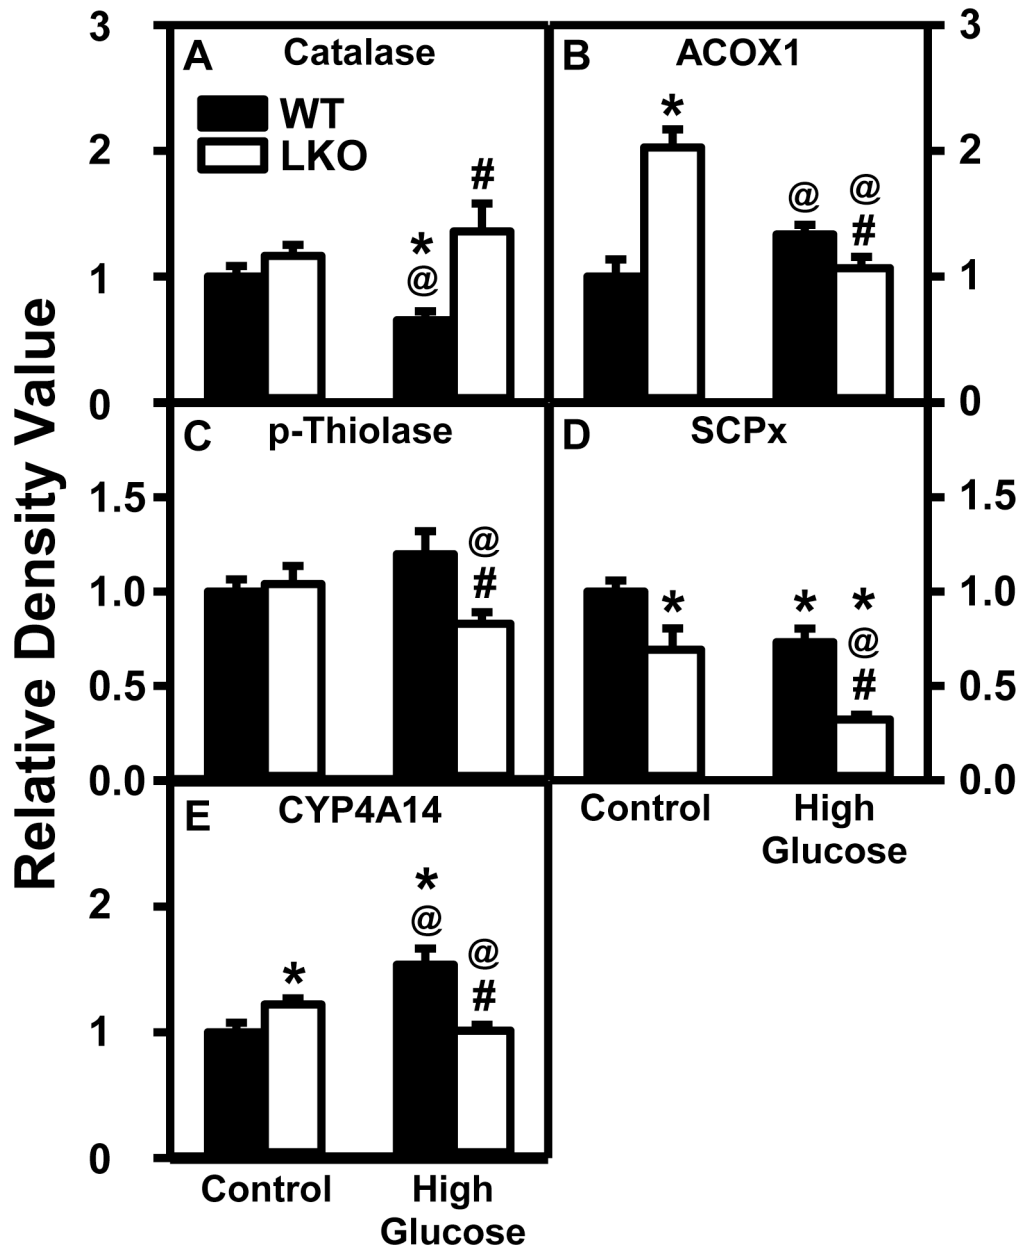 Relative Density Value
3
2
1
0
A
Catalase
WT
LKO
*
@
#
B
ACOX1
*
@
@
#
3
2
1
0
1.5
1.0
0.5
0.0
C
p-Thiolase
@
#
D
SCPx
*
*
*
@
#
1.5
1.0
0.5
0.0
Control
High
Glucose
2
1
0
E
CYP4A14
*
*
@
@
#
Control
High
Glucose